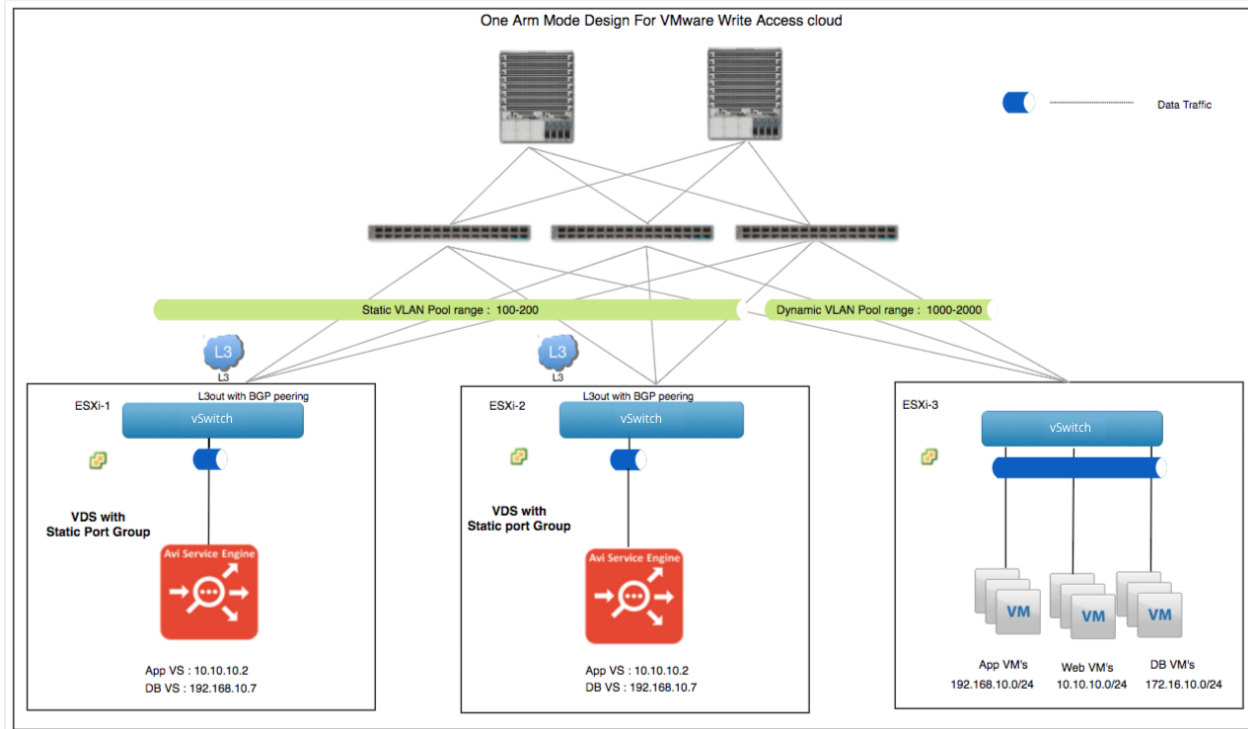 One Arm Mode Design For VMware Write Access cloud
Data Traffic
Static VLAN Pool range : 100-200
Dynamic VLAN Pool range : 1000-2000
L3
L3
L3
L3
ESXi-1
L3out with BGP peering
vSwitch
VDS with
Static Port Group
Avi Service Engine
App VS : 10.10.10.2
DB VS : 192.168.10.7
ESXi-2
L3out with BGP peering
vSwitch
VDS with
Static port Group
Avi Service Engine
App VS : 10.10.10.2
DB VS : 192.168.10.7
ESXi-3
vSwitch
VM
VM
VM
App VM's
192.168.10.0/24
Web VM's
10.10.10.0/24
DB VM's
172.16.10.0/24